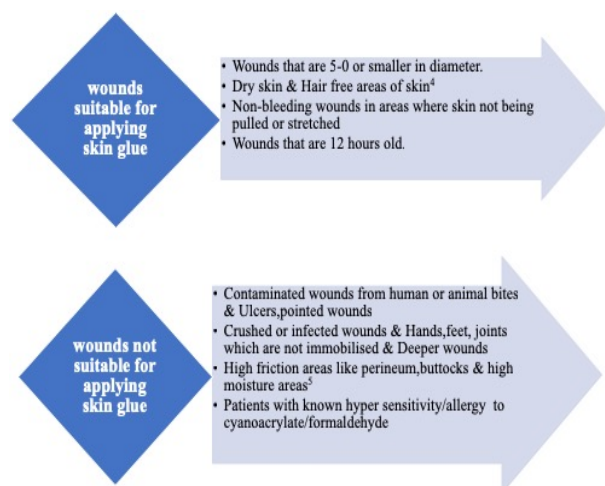 wounds
suitable for
applying
skin glue
• Wounds that are 5-0 or smaller in diameter.
• Dry skin & Hair free areas of skin⁴
• Non-bleeding wounds in areas where skin not being
pulled or stretched
• Wounds that are 12 hours old.
wounds not
suitable for
applying
skin glue
• Contaminated wounds from human or animal bites
& Ulcers,pointed wounds
• Crushed or infected wounds & Hands,feet, joints
which are not immobilised & Deeper wounds
• High friction areas like perineum,buttocks & high
moisture areas⁵
• Patients with known hyper sensitivity/allergy to
cyanoacrylate/formaldehyde